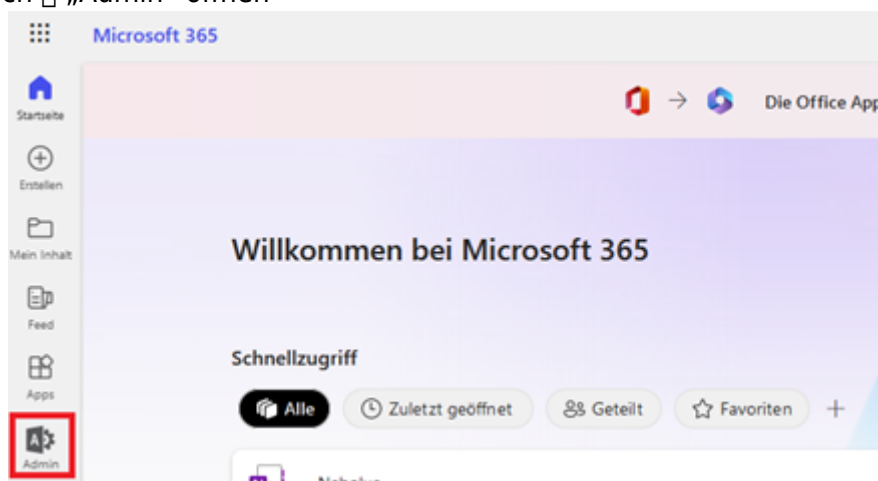 „Admin“ öffnen
Microsoft 365
Startseite
Die Office App
Erstellen
Mein Inhalt
Willkommen bei Microsoft 365
Feed
Schnellzugriff
Apps
Alle
Zuletzt geöffnet
Geteilt
Favoriten
Admin